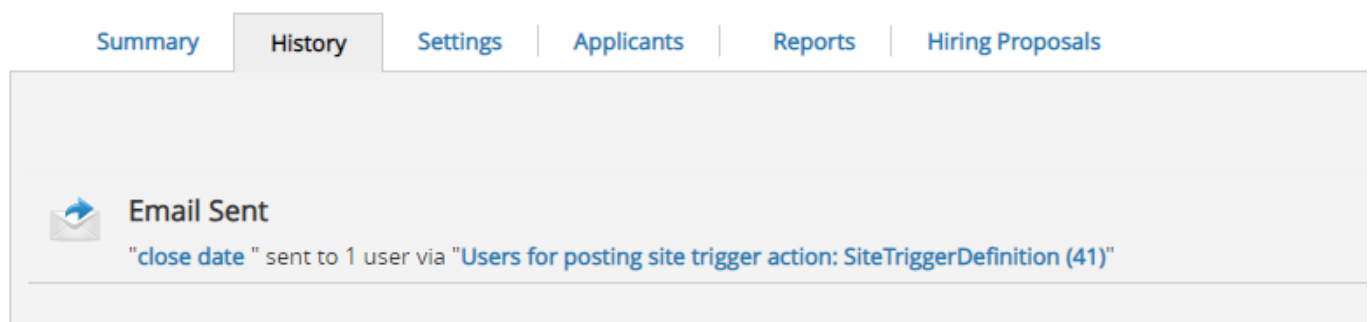 Summary History Settings Applicants Reports Hiring Proposals
Email Sent
"close date " sent to 1 user via "Users for posting site trigger action: SiteTriggerDefinition (41)"